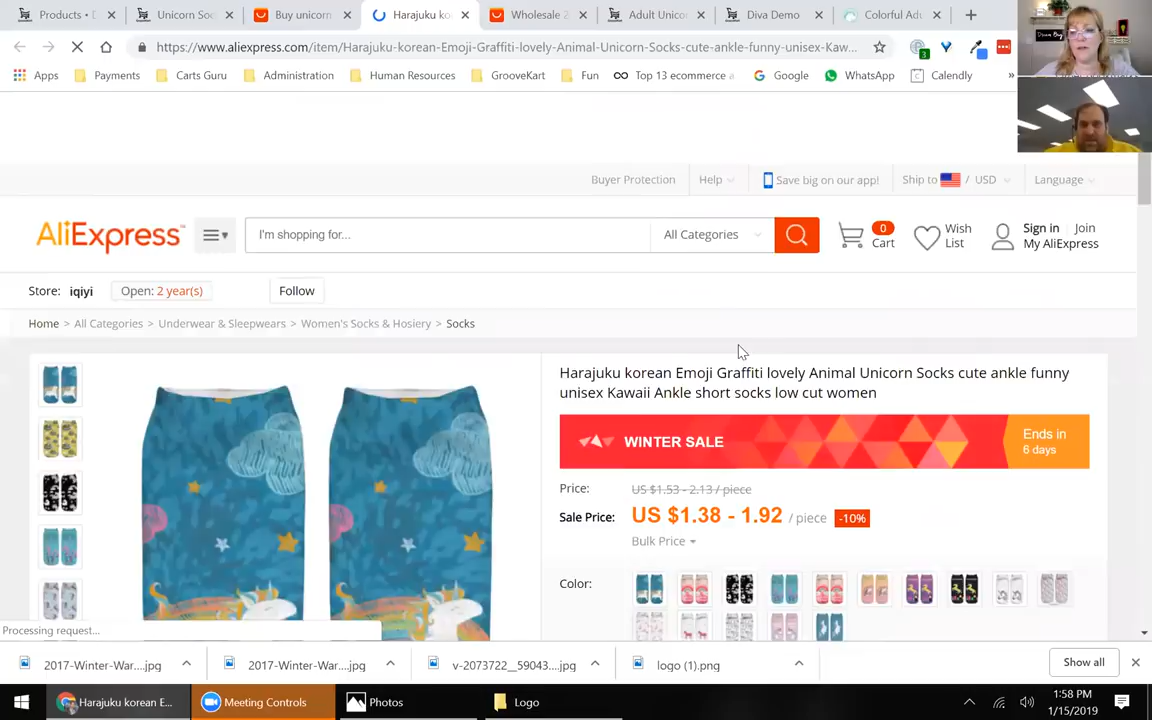 Products • D
Unicorn Soc
Buy unicorn
Harajuku ko
Wholesale 2
Adult Unicor
Diva Demo
Colorful Adu
https://www.aliexpress.com/item/Harajuku-korean-Emoji-Graffiti-lovely-Animal-Unicorn-Socks-cute-ankle-funny-unisex-Kaw...
Apps
Payments
Carts Guru
Administration
Human Resources
GrooveKart
Fun
Top 13 ecommerce a
Google
WhatsApp
Calendly
»
Buyer Protection
Help
Save big on our app!
Ship to / USD
Language
AliExpress
I'm shopping for...
All Categories
0
Cart
Wish
List
Sign in Join
My AliExpress
Store: iqiyi
Open: 2 year(s)
Follow
Home > All Categories > Underwear & Sleepwears > Women's Socks & Hosiery > Socks
Harajuku korean Emoji Graffiti lovely Animal Unicorn Socks cute ankle funny
unisex Kawaii Ankle short socks low cut women
WINTER SALE
Ends in
6 days
Price: US $1.53 - 2.13 / piece
Sale Price: US $1.38 - 1.92 / piece -10%
Bulk Price
Color:
Processing request...
2017-Winter-War....jpg
2017-Winter-War....jpg
v-2073722__59043....jpg
logo (1).png
Show all
Harajuku korean E...
Meeting Controls
Photos
Logo
1:58 PM
1/15/2019